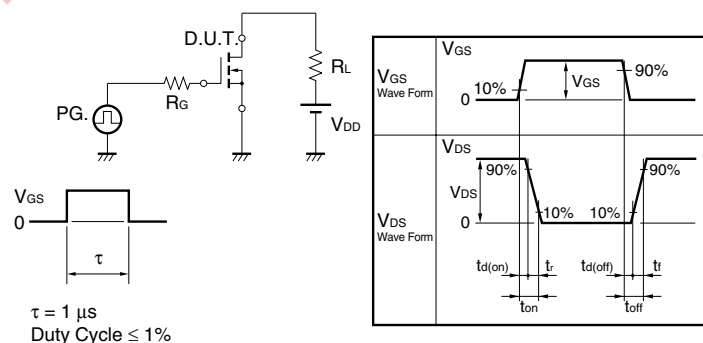 D.U.T.
RL
RG
PG.
VDD
VGS
0
τ
τ = 1 μs
Duty Cycle ≤ 1%
VGS
Wave Form
VGS
10%
VGS
90%
0
VDS
Wave Form
VDS
90%
VDS
90%
10%
10%
0
td(on)
tr
td(off)
tf
ton
toff